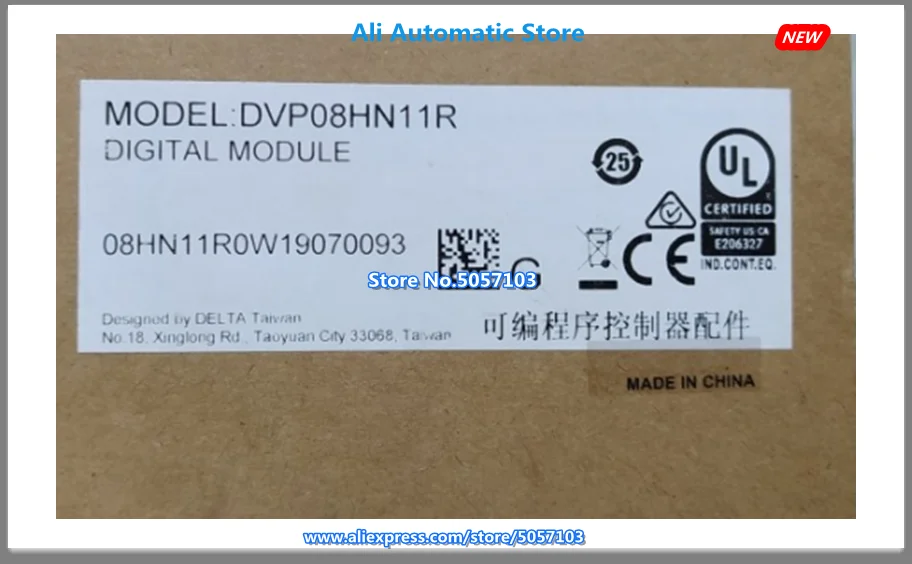 Ali Automatic Store
NEW
MODEL:DVP08HN11R
DIGITAL MODULE
25
UL
CERTIFIED
SAFETY US-CA
E206327
IND.CONT.EQ.
08HN11R0W19070093
G
CE
Store No.5057103
Designed by DELTA Taiwan
No.18, Xinglong Rd., Taoyuan City 33068, Taiwan
可编程序控制器配件
MADE IN CHINA
www.aliexpress.com/store/5057103